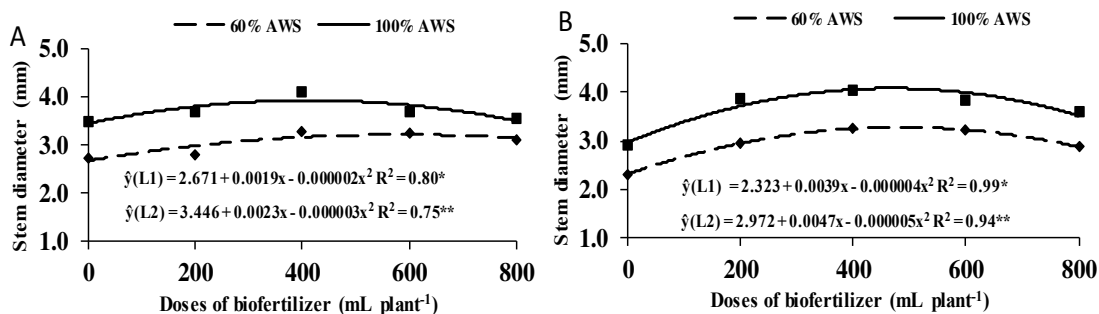 A
60% AWS 100% AWS
5.0
4.0
3.0
2.0
1.0
Stem diameter (mm)
ŷ(L1) = 2.671 + 0.0019x - 0.000002x² R² = 0.80*
ŷ(L2) = 3.446 + 0.0023x - 0.000003x² R² = 0.75**
0 200 400 600 800
Doses of biofertilizer (mL plant⁻¹)
B
60% AWS 100% AWS
5.0
4.0
3.0
2.0
1.0
Stem diameter (mm)
ŷ(L1) = 2.323 + 0.0039x - 0.000004x² R² = 0.99*
ŷ(L2) = 2.972 + 0.0047x - 0.000005x² R² = 0.94**
0 200 400 600 800
Doses of biofertilizer (mL plant⁻¹)